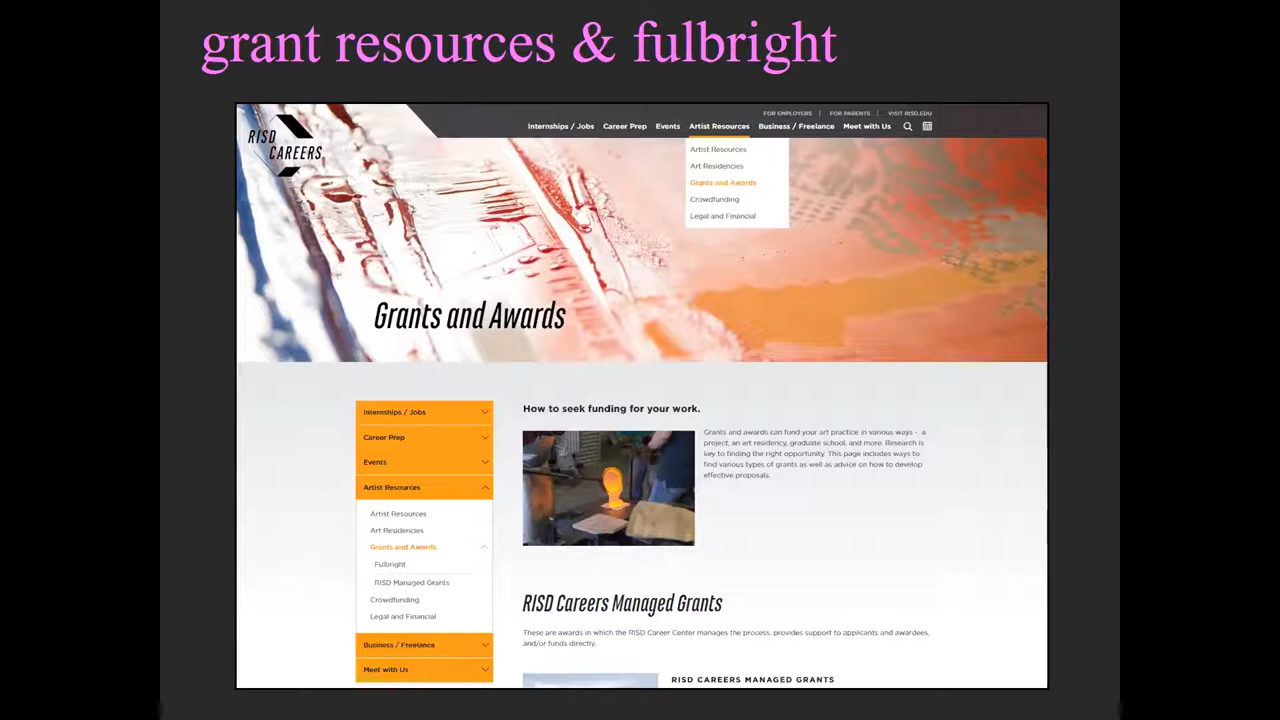 grant resources & fulbright
RISD
CAREERS
FOR EMPLOYERS | FOR PARENTS | VISIT RISD.EDU
Internships / Jobs Career Prep Events Artist Resources Business / Freelance Meet with Us
Artist Resources
Art Residencies
Grants and Awards
Crowdfunding
Legal and Financial
Grants and Awards
Internships / Jobs
Career Prep
Events
Artist Resources
Artist Resources
Art Residencies
Grants and Awards
Fulbright
RISD Managed Grants
Crowdfunding
Legal and Financial
Business / Freelance
Meet with Us
How to seek funding for your work.
Grants and awards can fund your art practice in various ways - a
project, an art residency, graduate school, and more. Research is
key to finding the right opportunity. This page includes ways to
find various types of grants as well as advice on how to develop
effective proposals.
RISD Careers Managed Grants
These are awards in which the RISD Career Center manages the process, provides support to applicants and awardees,
and/or funds directly.
RISD CAREERS MANAGED GRANTS